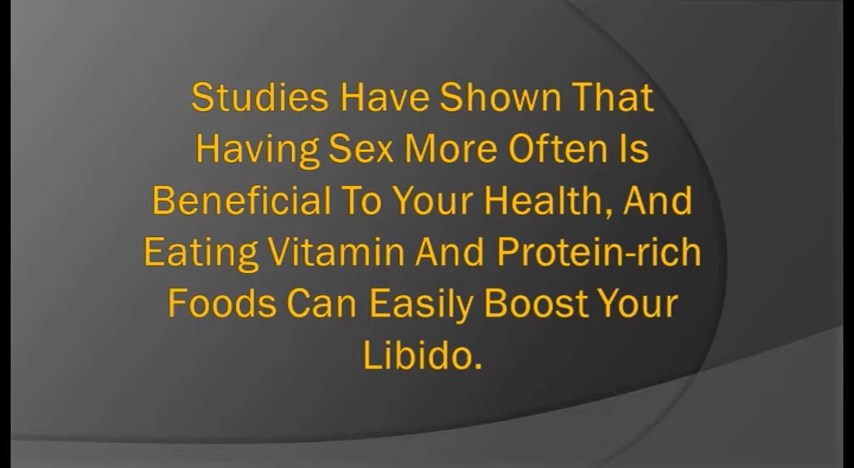 Studies Have Shown That
Having Sex More Often Is
Beneficial To Your Health, And
Eating Vitamin And Protein-rich
Foods Can Easily Boost Your
Libido.